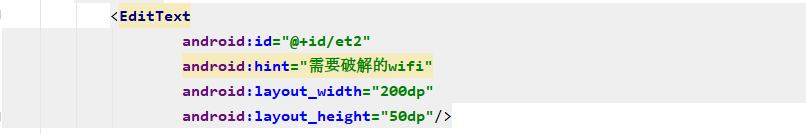 <EditText
android:id="@+id/et2"
android:hint="需要破解的wifi"
android:layout_width="200dp"
android:layout_height="50dp"/>